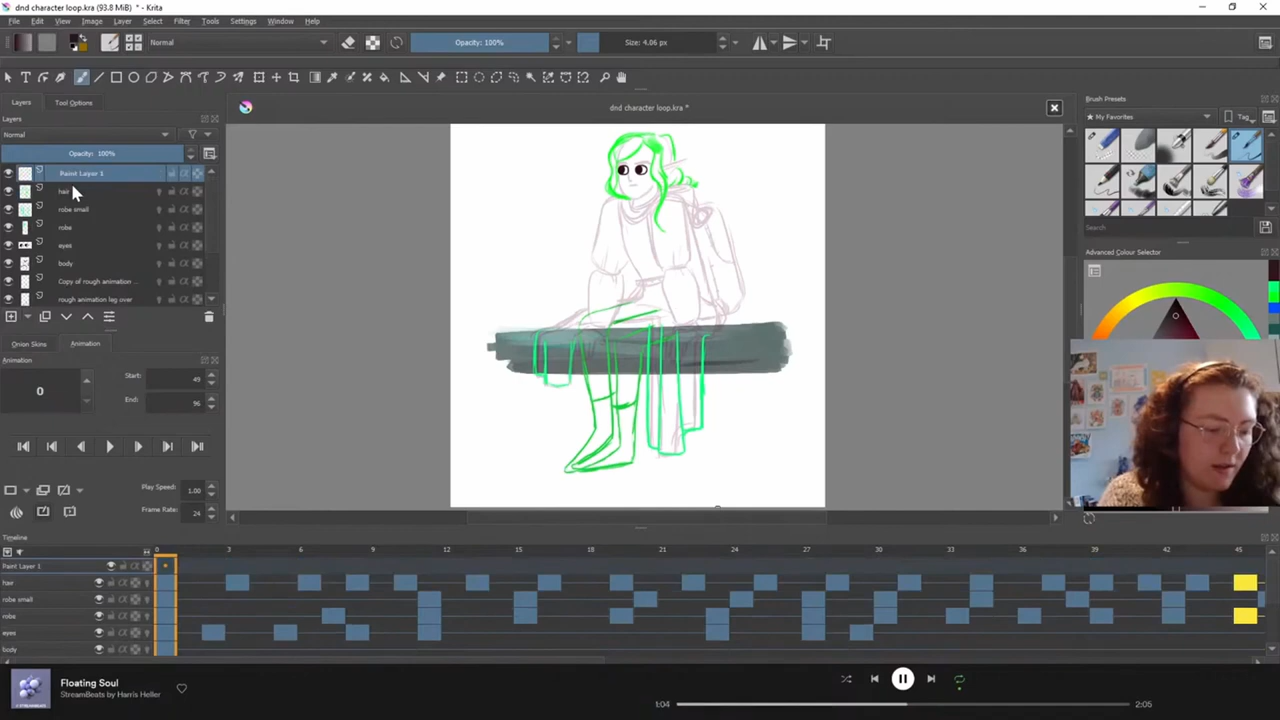 dnd character loop.kra (93.8 MiB) * - Krita
File Edit View Image Layer Select Filter Tools Settings Window Help
Normal Opacity: 100% Size: 4.06 px
Layers Tool Options
dnd character loop.kra *
Brush Presets
Layers
My Favorites Tag
Normal
Opacity: 100%
Paint Layer 1
hair
robe small
robe
eyes
body
Copy of rough animation ...
rough animation leg over
Search
Advanced Colour Selector
Onion Skins Animation
Animation
Start: 49
0
End: 96
Play Speed: 1.00
Frame Rate: 24
Timeline
0 3 6 9 12 15 18 21 24 27 30 33 36 39 42 45
Paint Layer 1
hair
robe small
robe
eyes
body
Floating Soul
StreamBeats by Harris Heller
1:04 2:05